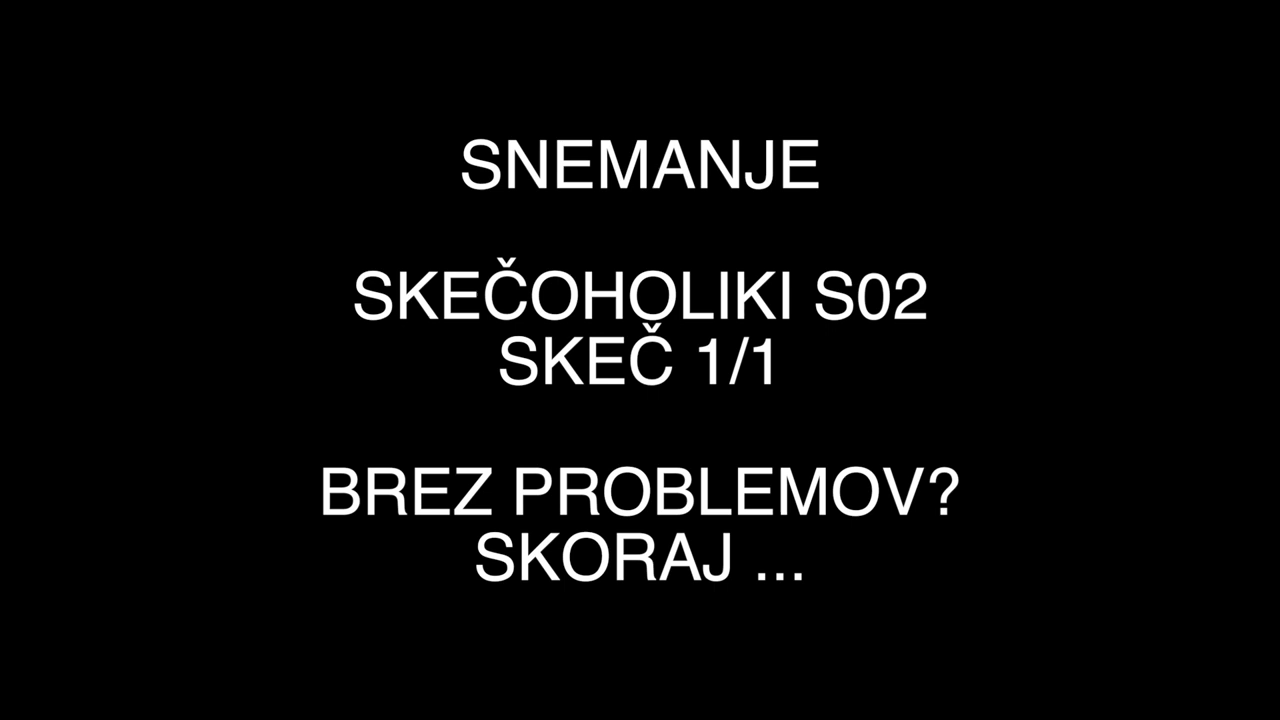 SNEMANJE
SKEČOHOLIKI S02
SKEČ 1/1
BREZ PROBLEMOV?
SKORAJ ...